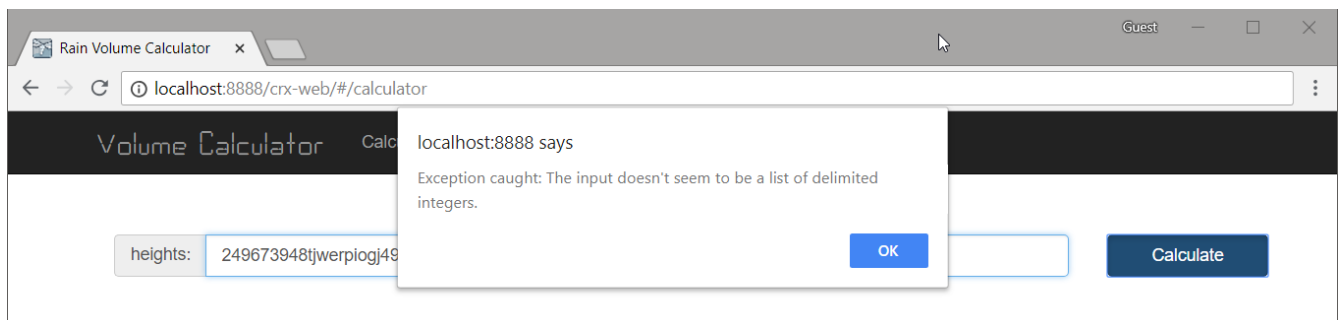 Rain Volume Calculator
Guest
localhost:8888/crx-web/#/calculator
Volume Calculator
localhost:8888 says
Exception caught: The input doesn't seem to be a list of delimited
integers.
OK
heights:
249673948tjwerpiogj49
Calculate